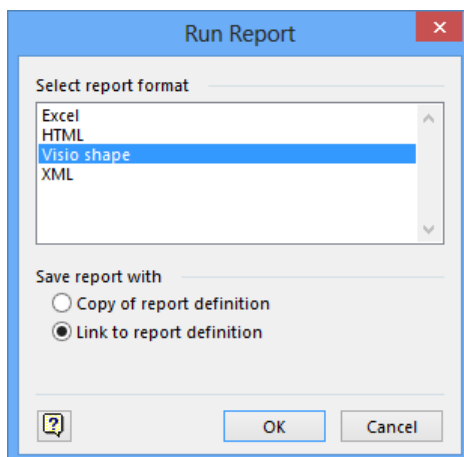 Run Report
Select report format
Excel
HTML
Visio shape
XML
Save report with
Copy of report definition
Link to report definition
OK Cancel